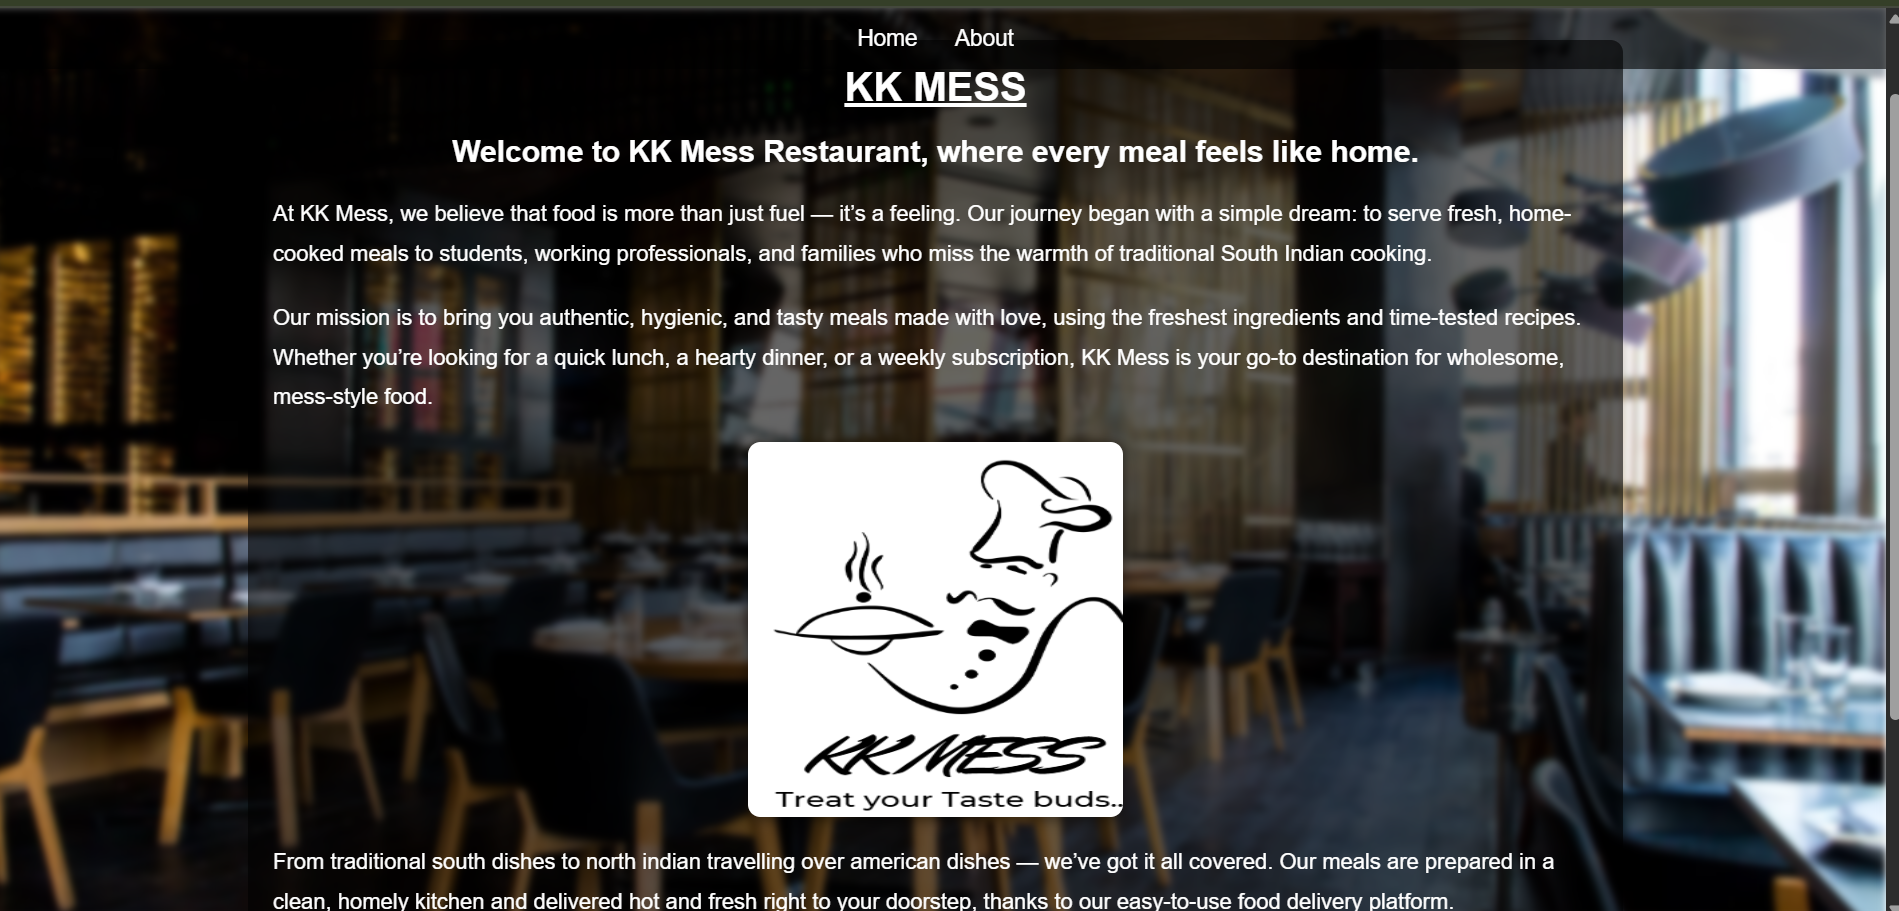 Home About
KK MESS
Welcome to KK Mess Restaurant, where every meal feels like home.
At KK Mess, we believe that food is more than just fuel — it’s a feeling. Our journey began with a simple dream: to serve fresh, home-
cooked meals to students, working professionals, and families who miss the warmth of traditional South Indian cooking.
Our mission is to bring you authentic, hygienic, and tasty meals made with love, using the freshest ingredients and time-tested recipes.
Whether you’re looking for a quick lunch, a hearty dinner, or a weekly subscription, KK Mess is your go-to destination for wholesome,
mess-style food.
KK MESS
Treat your Taste buds..
From traditional south dishes to north indian travelling over american dishes — we’ve got it all covered. Our meals are prepared in a
clean, homely kitchen and delivered hot and fresh right to your doorstep, thanks to our easy-to-use food delivery platform.